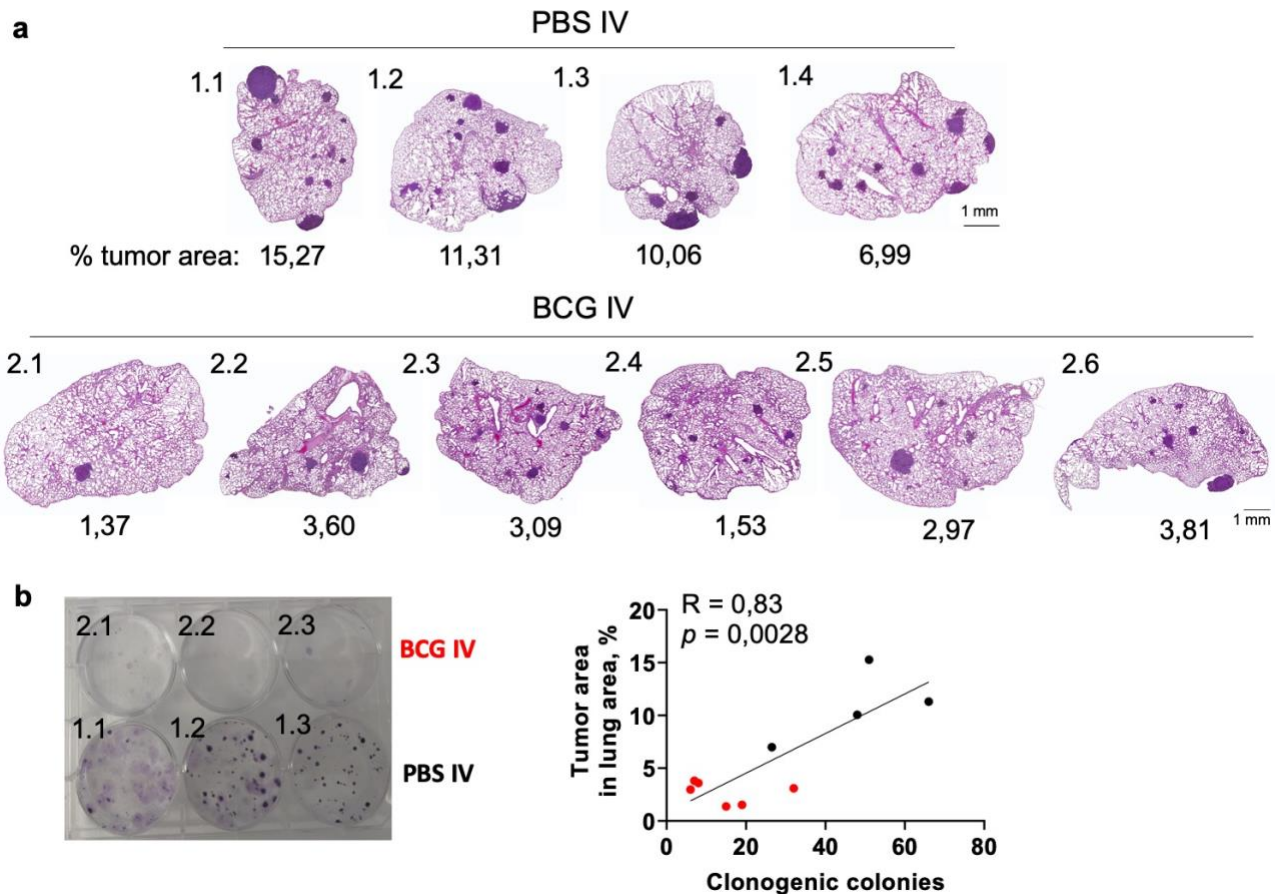 a
PBS IV
1.1 1.2 1.3 1.4
1 mm
% tumor area: 15,27 11,31 10,06 6,99
BCG IV
2.1 2.2 2.3 2.4 2.5 2.6
1 mm
1,37 3,60 3,09 1,53 2,97 3,81
b
2.1 2.2 2.3
BCG IV
1.1 1.2 1.3
PBS IV
R = 0,83
p = 0,0028
Tumor area
in lung area, %
20
15
10
5
0
0 20 40 60 80
Clonogenic colonies